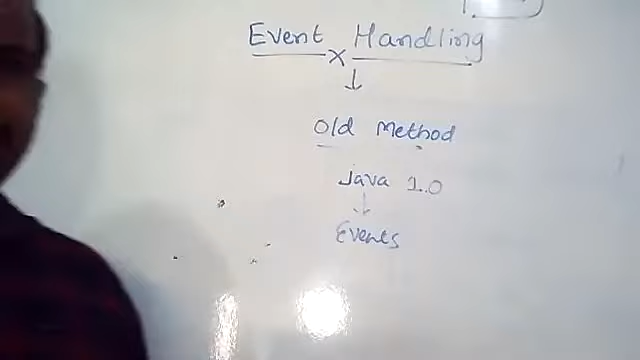 Event Handling
x
↓
Old Method
Java 1.0
↓
Events